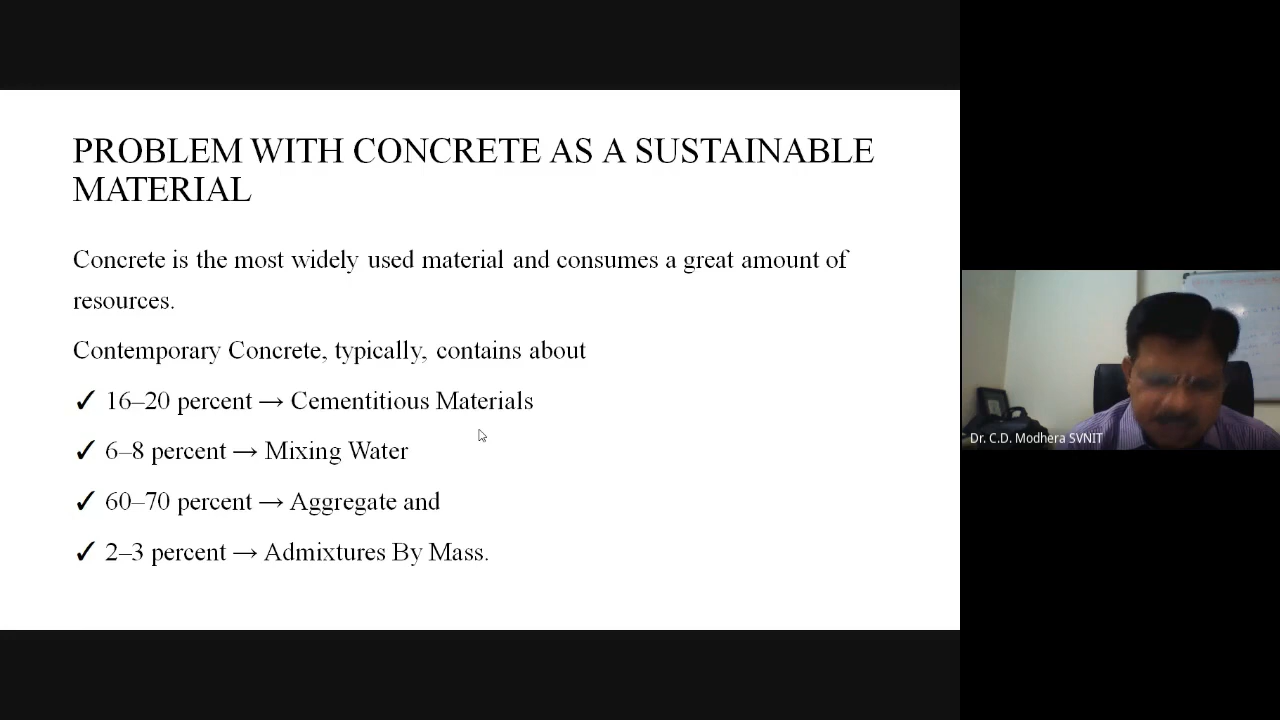 PROBLEM WITH CONCRETE AS A SUSTAINABLE
MATERIAL
Concrete is the most widely used material and consumes a great amount of
resources.
Contemporary Concrete, typically, contains about
✓ 16–20 percent → Cementitious Materials
✓ 6–8 percent → Mixing Water
✓ 60–70 percent → Aggregate and
✓ 2–3 percent → Admixtures By Mass.
Dr. C.D. Modhera SVNIT